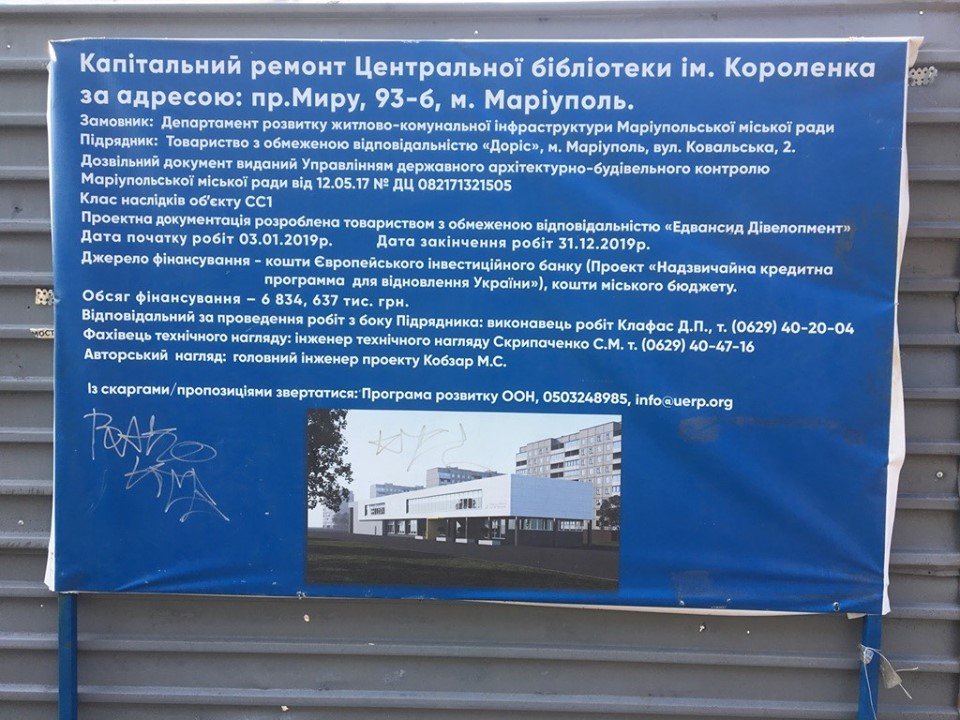 Капітальний ремонт Центральної бібліотеки ім. Короленка
за адресою: пр.Миру, 93-б, м. Маріуполь.
Замовник: Департамент розвитку житлово-комунальної інфраструктури Маріупольської міської ради
Підрядник: Товариство з обмеженою відповідальністю «Доріс», м. Маріуполь, вул. Ковальська, 2.
Дозвільний документ виданий Управлінням державного архітектурно-будівельного контролю
Маріупольської міської ради від 12.05.17 № ДЦ 082171321505
Клас наслідків об'єкту СС1
Проектна документація розроблена товариством з обмеженою відповідальністю «Едвансид Дівелопмент»
Дата початку робіт 03.01.2019р. Дата закінчення робіт 31.12.2019р.
Джерело фінансування - кошти Європейського інвестиційного банку (Проект «Надзвичайна кредитна
програма для відновлення України»), кошти міського бюджету.
Обсяг фінансування – 6 834, 637 тис. грн.
Відповідальний за проведення робіт з боку Підрядника: виконавець робіт Клафас Д.П., т. (0629) 40-20-04
Фахівець технічного нагляду: інженер технічного нагляду Скрипаченко С.М. т. (0629) 40-47-16
Авторський нагляд: головний інженер проекту Кобзар М.С.
Із скаргами/пропозиціями звертатися: Програма розвитку ООН, 0503248985, info@uerp.org